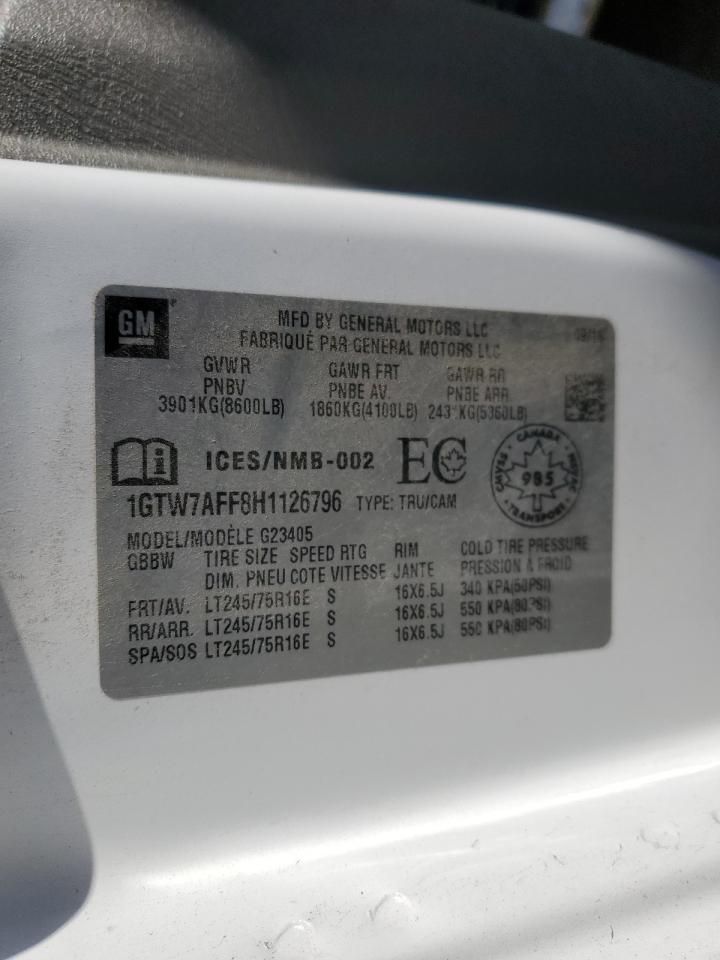 GM
MFD BY GENERAL MOTORS LLC
FABRIQUÉ PAR GENERAL MOTORS LLC
GVWR GAWR FRT GAWR RR
PNBV PNBE AV. PNBE ARR.
3901KG(8600LB) 1860KG(4100LB)
ICES/NMB-002 EC
CANADA
985
TRANSPORT
1GTW7AFF8H1126796 TYPE: TRU/CAM
MODEL/MODÈLE G23405
GBBW TIRE SIZE SPEED RTG RIM COLD TIRE PRESSURE
DIM. PNEU COTE VITESSE JANTE PRESSION A FROID
FRT/AV. LT245/75R16E S 16X6.5J 340 KPA(50PSI)
RR/ARR. LT245/75R16E S 16X6.5J 550 KPA(80PSI)
SPA/SOS LT245/75R16E S 16X6.5J 550 KPA(80PSI)